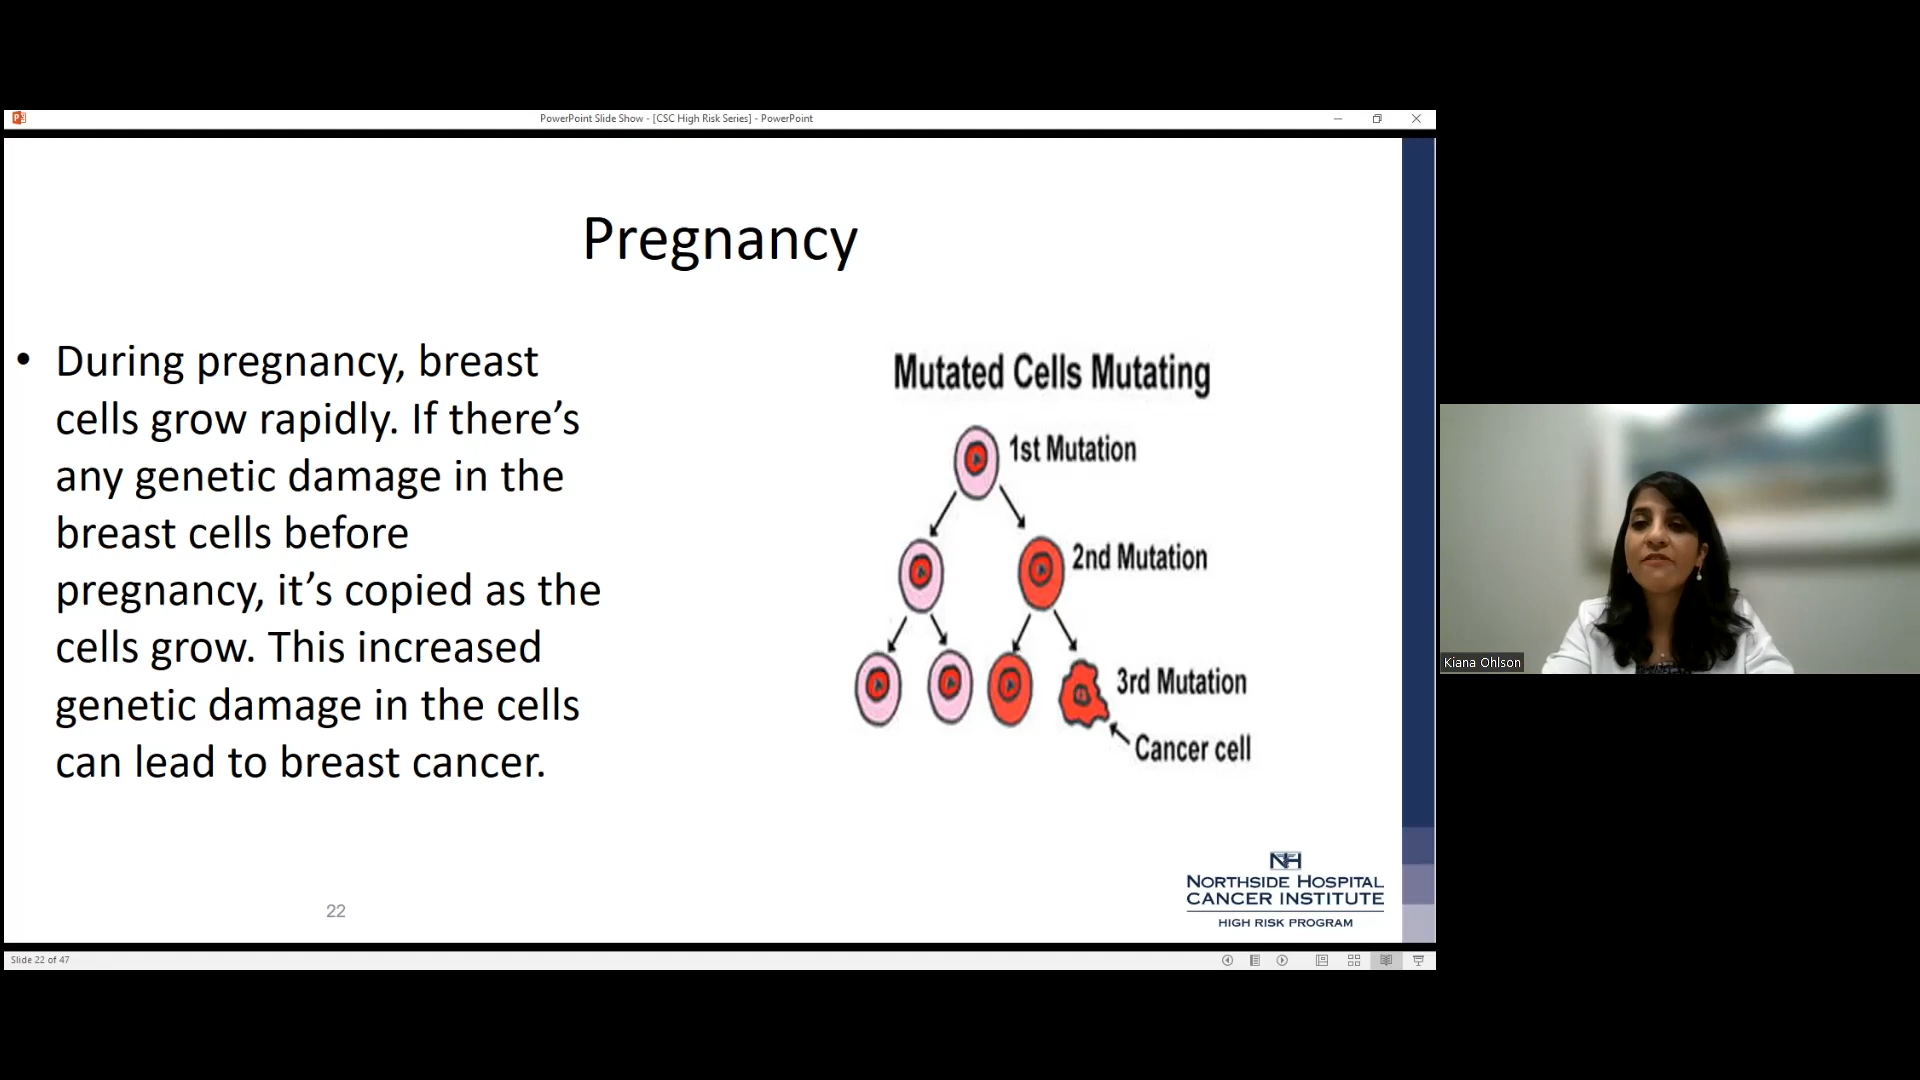 PowerPoint Slide Show - [CSC High Risk Series] - PowerPoint
Pregnancy
• During pregnancy, breast
cells grow rapidly. If there’s
any genetic damage in the
breast cells before
pregnancy, it’s copied as the
cells grow. This increased
genetic damage in the cells
can lead to breast cancer.
Mutated Cells Mutating
1st Mutation
2nd Mutation
3rd Mutation
Cancer cell
22
NH
NORTHSIDE HOSPITAL
CANCER INSTITUTE
HIGH RISK PROGRAM
Slide 22 of 47
Kiana Ohlson